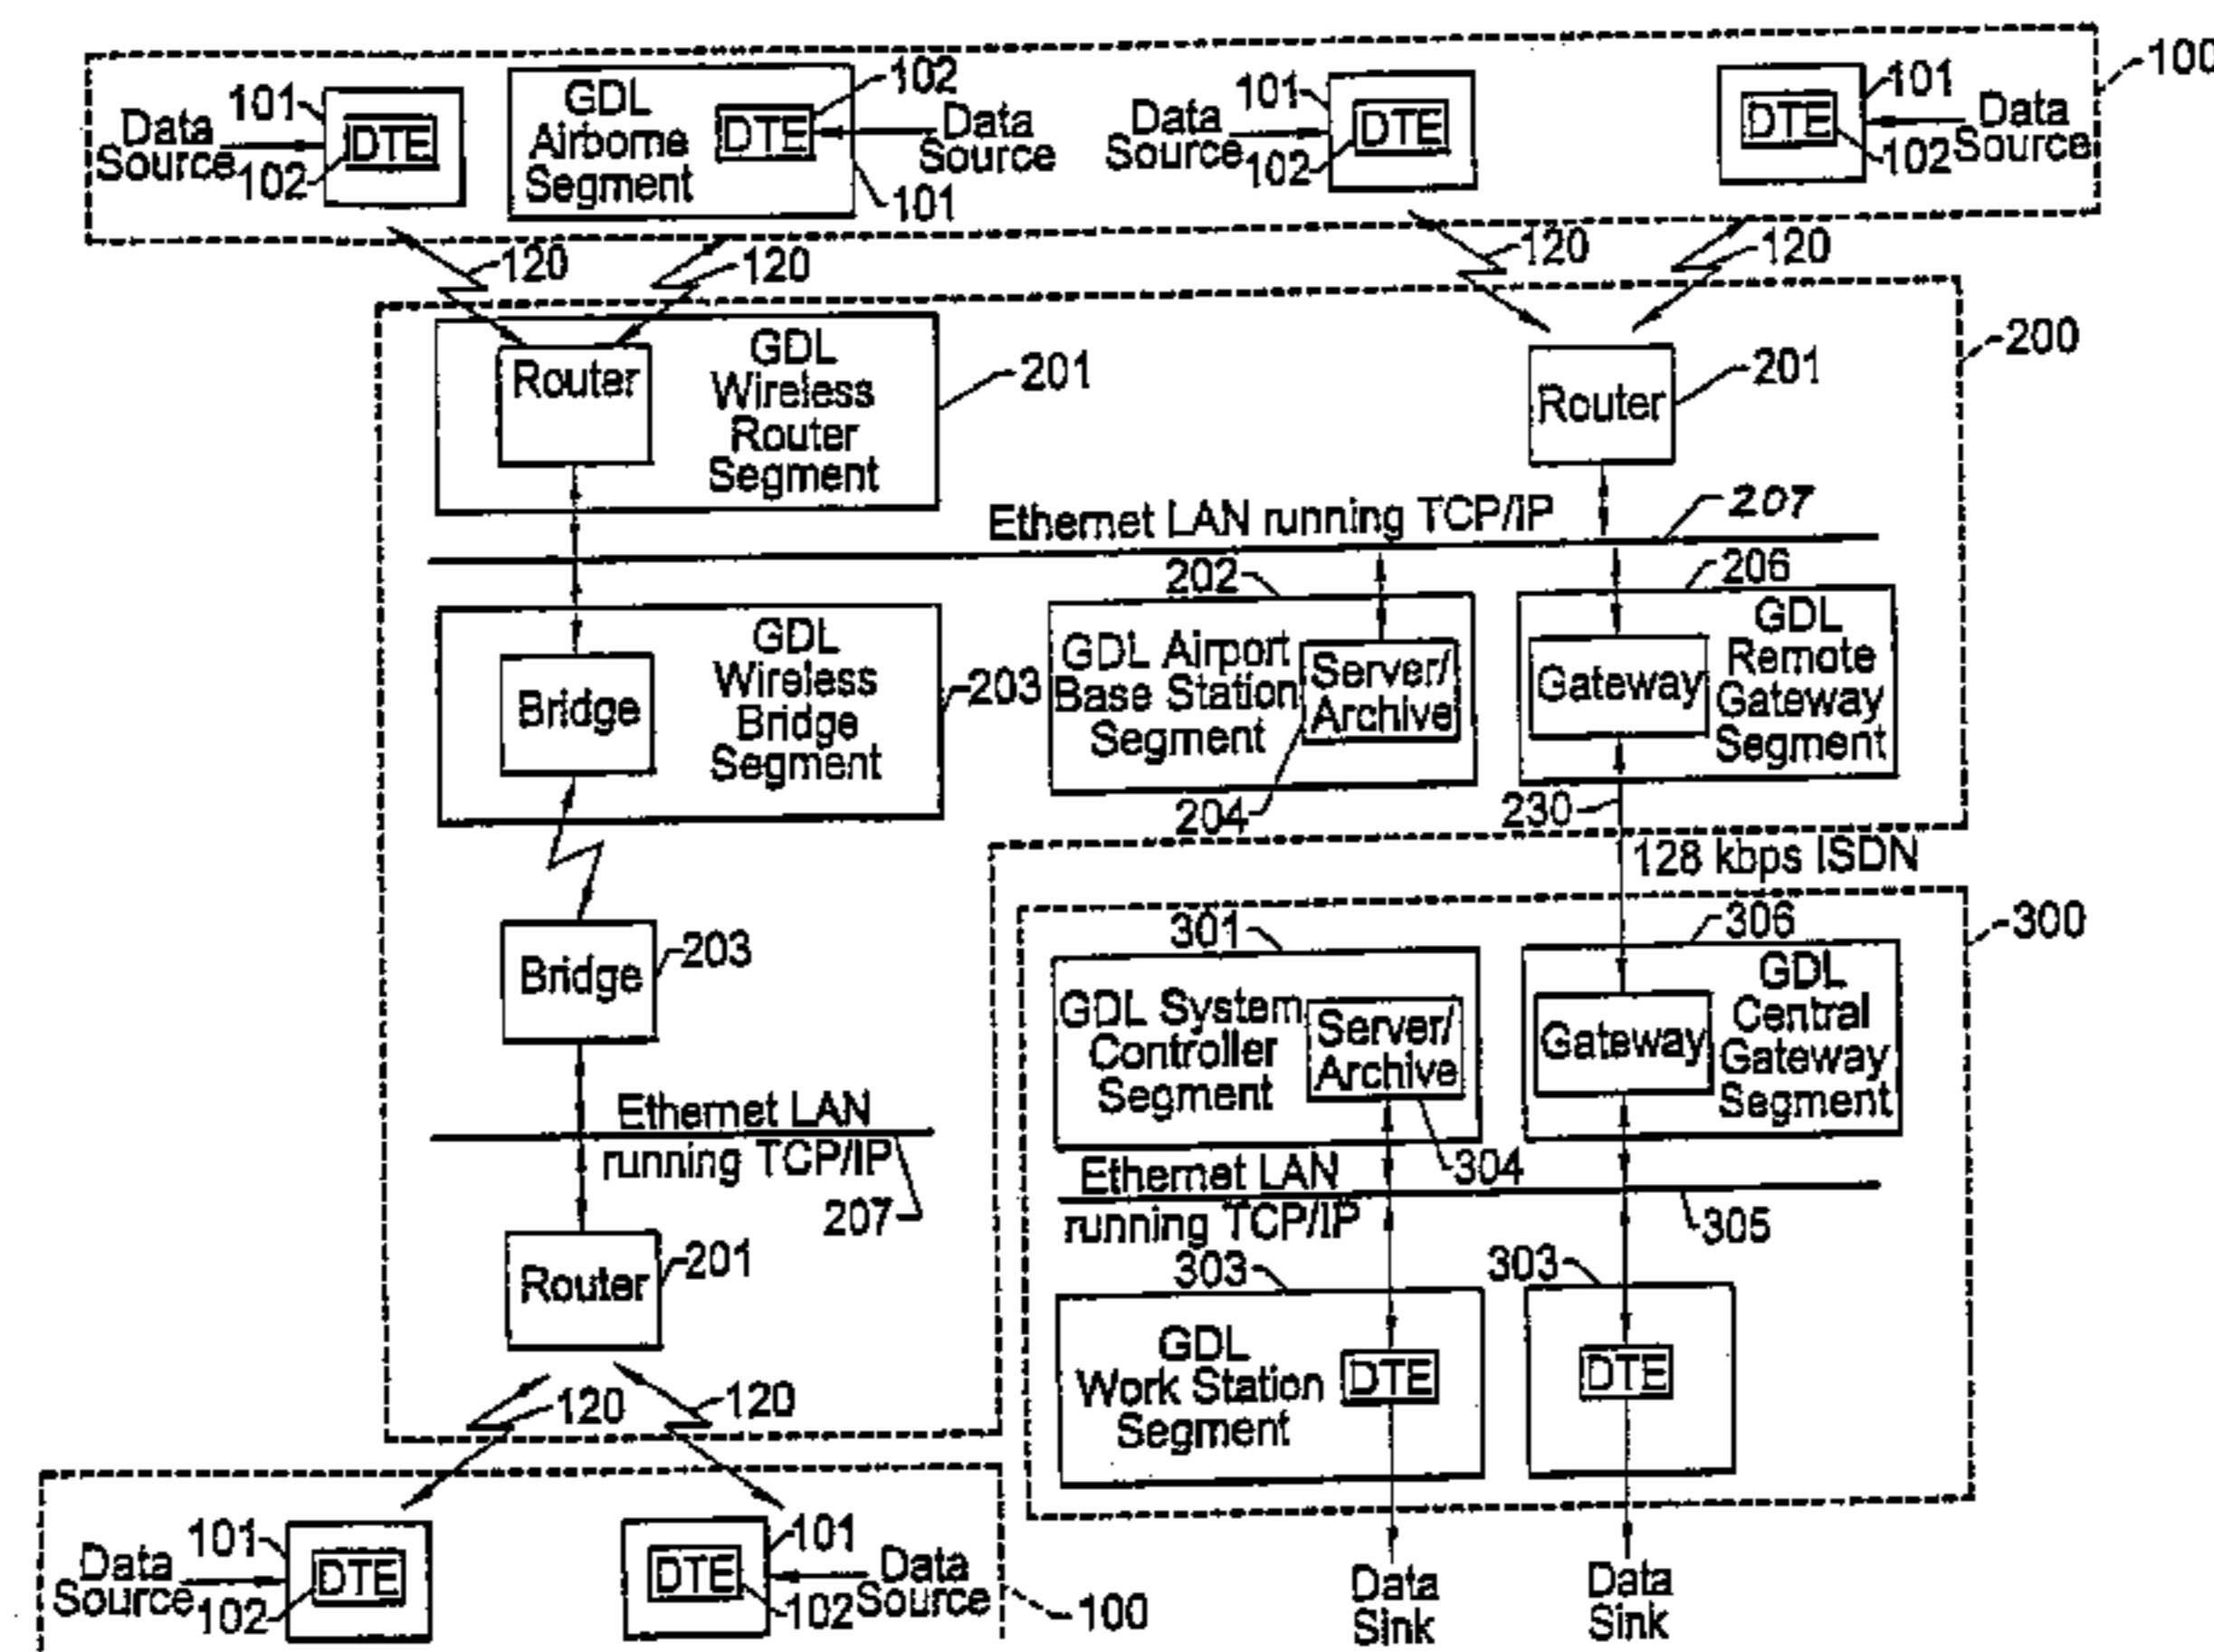 100
101
DTE
Data
Source
102
GDL
Airborne
Segment
DTE
102
Data
Source
101
Data
Source
101
102
DTE
DTE
101
102
Data
Source
120
120
120
120
200
Router
GDL
Wireless
Router
Segment
201
Router
201
Ethernet LAN running TCP/IP
207
Bridge
GDL
Wireless
Bridge
Segment
203
202
GDL Airport
Base Station
Segment
Server/
Archive
204
206
Gateway
GDL
Remote
Gateway
Segment
230
128 kbps ISDN
Bridge
203
Ethernet LAN
running TCP/IP
207
Router
201
120
120
300
301
GDL System
Controller
Segment
Server/
Archive
304
306
Gateway
GDL
Central
Gateway
Segment
Ethernet LAN
running TCP/IP
305
303
GDL
Work Station
Segment
DTE
303
DTE
Data
Sink
Data
Sink
Data
Source
101
102
DTE
DTE
101
102
Data
Source
100